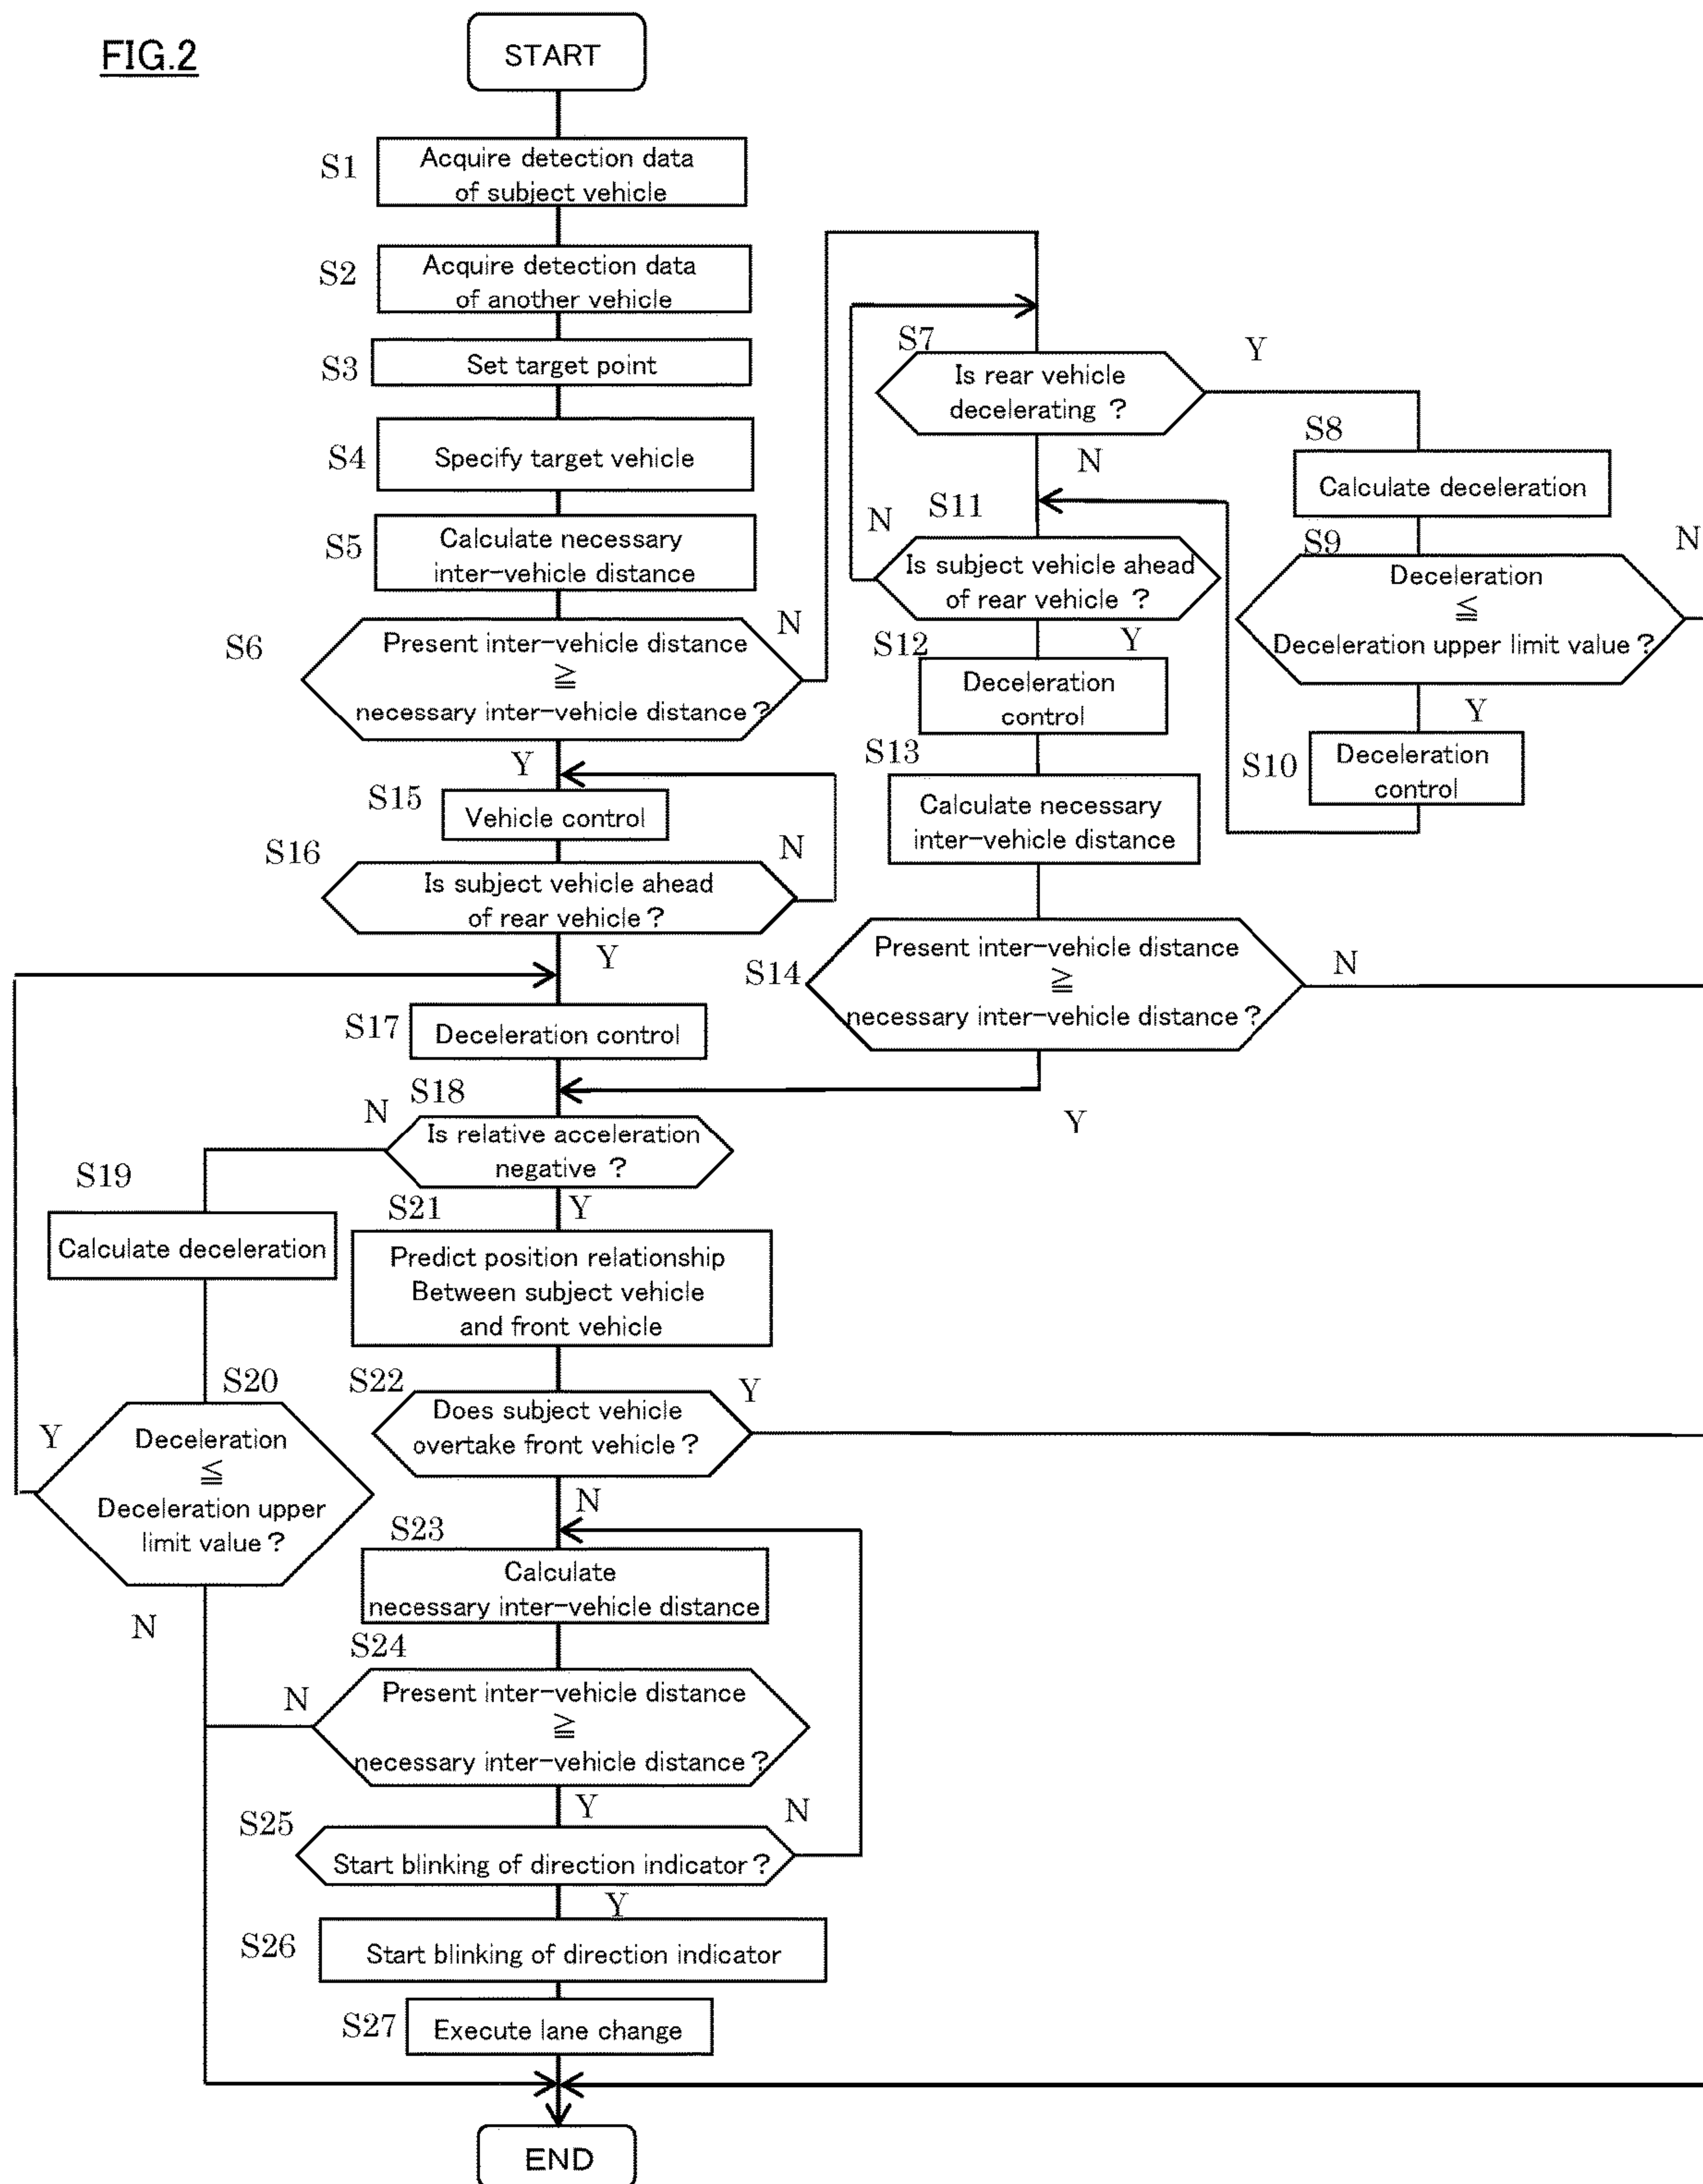 FIG.2
START
S1
Acquire detection data
of subject vehicle
S2
Acquire detection data
of another vehicle
S3
Set target point
S4
Specify target vehicle
S5
Calculate necessary
inter-vehicle distance
S6
Present inter-vehicle distance
≧
necessary inter-vehicle distance?
N
Y
S7
Is rear vehicle
decelerating ?
Y
N
S8
Calculate deceleration
S9
Deceleration
≦
Deceleration upper limit value?
N
Y
S10
Deceleration
control
S11
Is subject vehicle ahead
of rear vehicle ?
N
Y
S12
Deceleration
control
S13
Calculate necessary
inter-vehicle distance
S14
Present inter-vehicle distance
≧
necessary inter-vehicle distance?
N
Y
S15
Vehicle control
S16
Is subject vehicle ahead
of rear vehicle?
N
Y
S17
Deceleration control
S18
Is relative acceleration
negative ?
N
Y
S19
Calculate deceleration
S20
Deceleration
≦
Deceleration upper
limit value?
Y
N
S21
Predict position relationship
Between subject vehicle
and front vehicle
S22
Does subject vehicle
overtake front vehicle?
Y
N
S23
Calculate
necessary inter-vehicle distance
S24
Present inter-vehicle distance
≧
necessary inter-vehicle distance?
N
Y
S25
Start blinking of direction indicator?
N
Y
S26
Start blinking of direction indicator
S27
Execute lane change
END